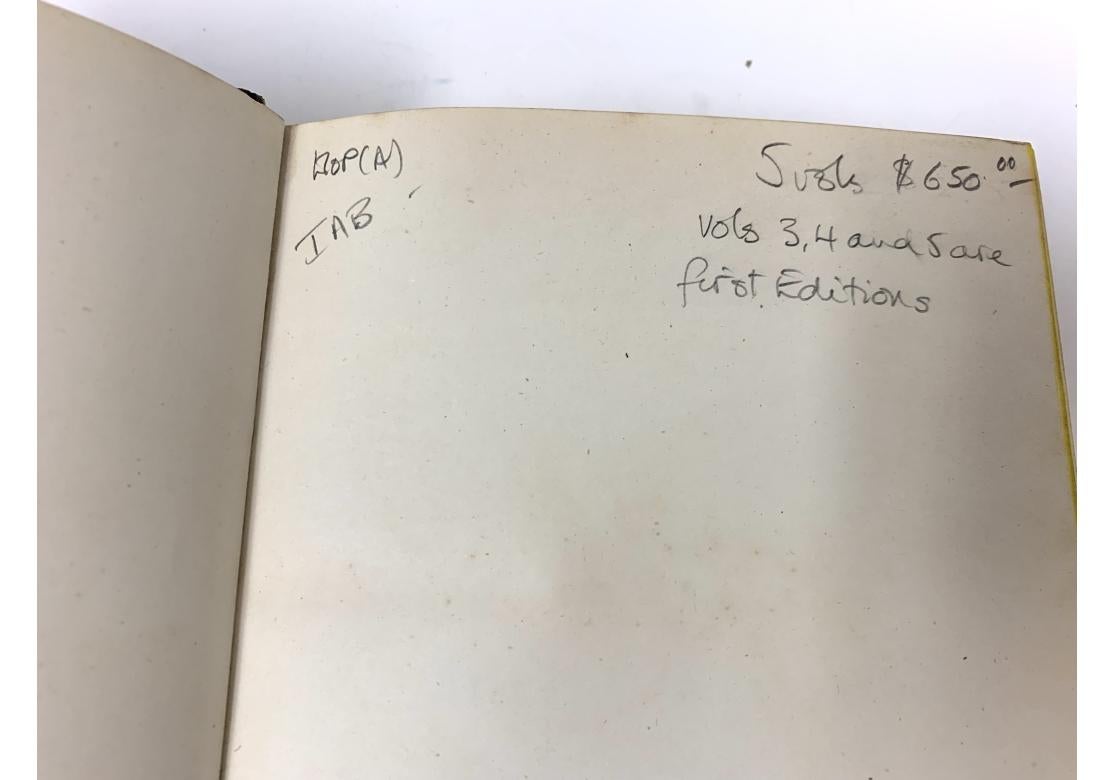 IAB
5 vols $650.00
vols 3, 4 and 5 are
first Editions